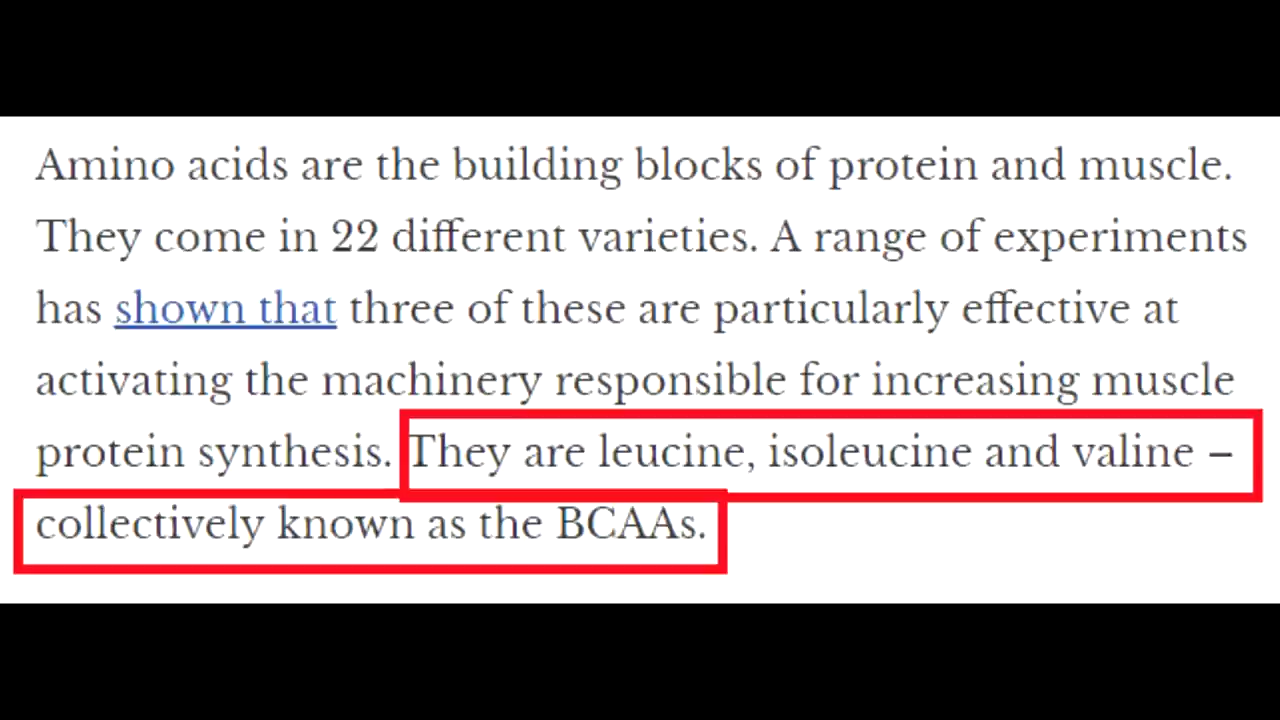 Amino acids are the building blocks of protein and muscle.
They come in 22 different varieties. A range of experiments
has shown that three of these are particularly effective at
activating the machinery responsible for increasing muscle
protein synthesis. They are leucine, isoleucine and valine –
collectively known as the BCAAs.